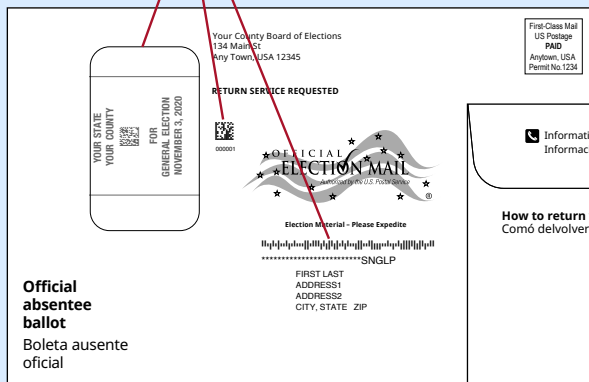 Your County Board of Elections
134 Main St
Any Town, USA 12345
First-Class Mail
US Postage
PAID
Anytown, USA
Permit No.1234
RETURN SERVICE REQUESTED
YOUR STATE
YOUR COUNTY
FOR
GENERAL ELECTION
NOVEMBER 3, 2020
000001
OFFICIAL
ELECTION MAIL
Authorized by the U.S. Postal Service
®
Election Material – Please Expedite
*************************SNGLP
FIRST LAST
ADDRESS1
ADDRESS2
CITY, STATE ZIP
Official
absentee
ballot
Boleta ausente
oficial
Informati
Informac
How to return
Comó delvolver